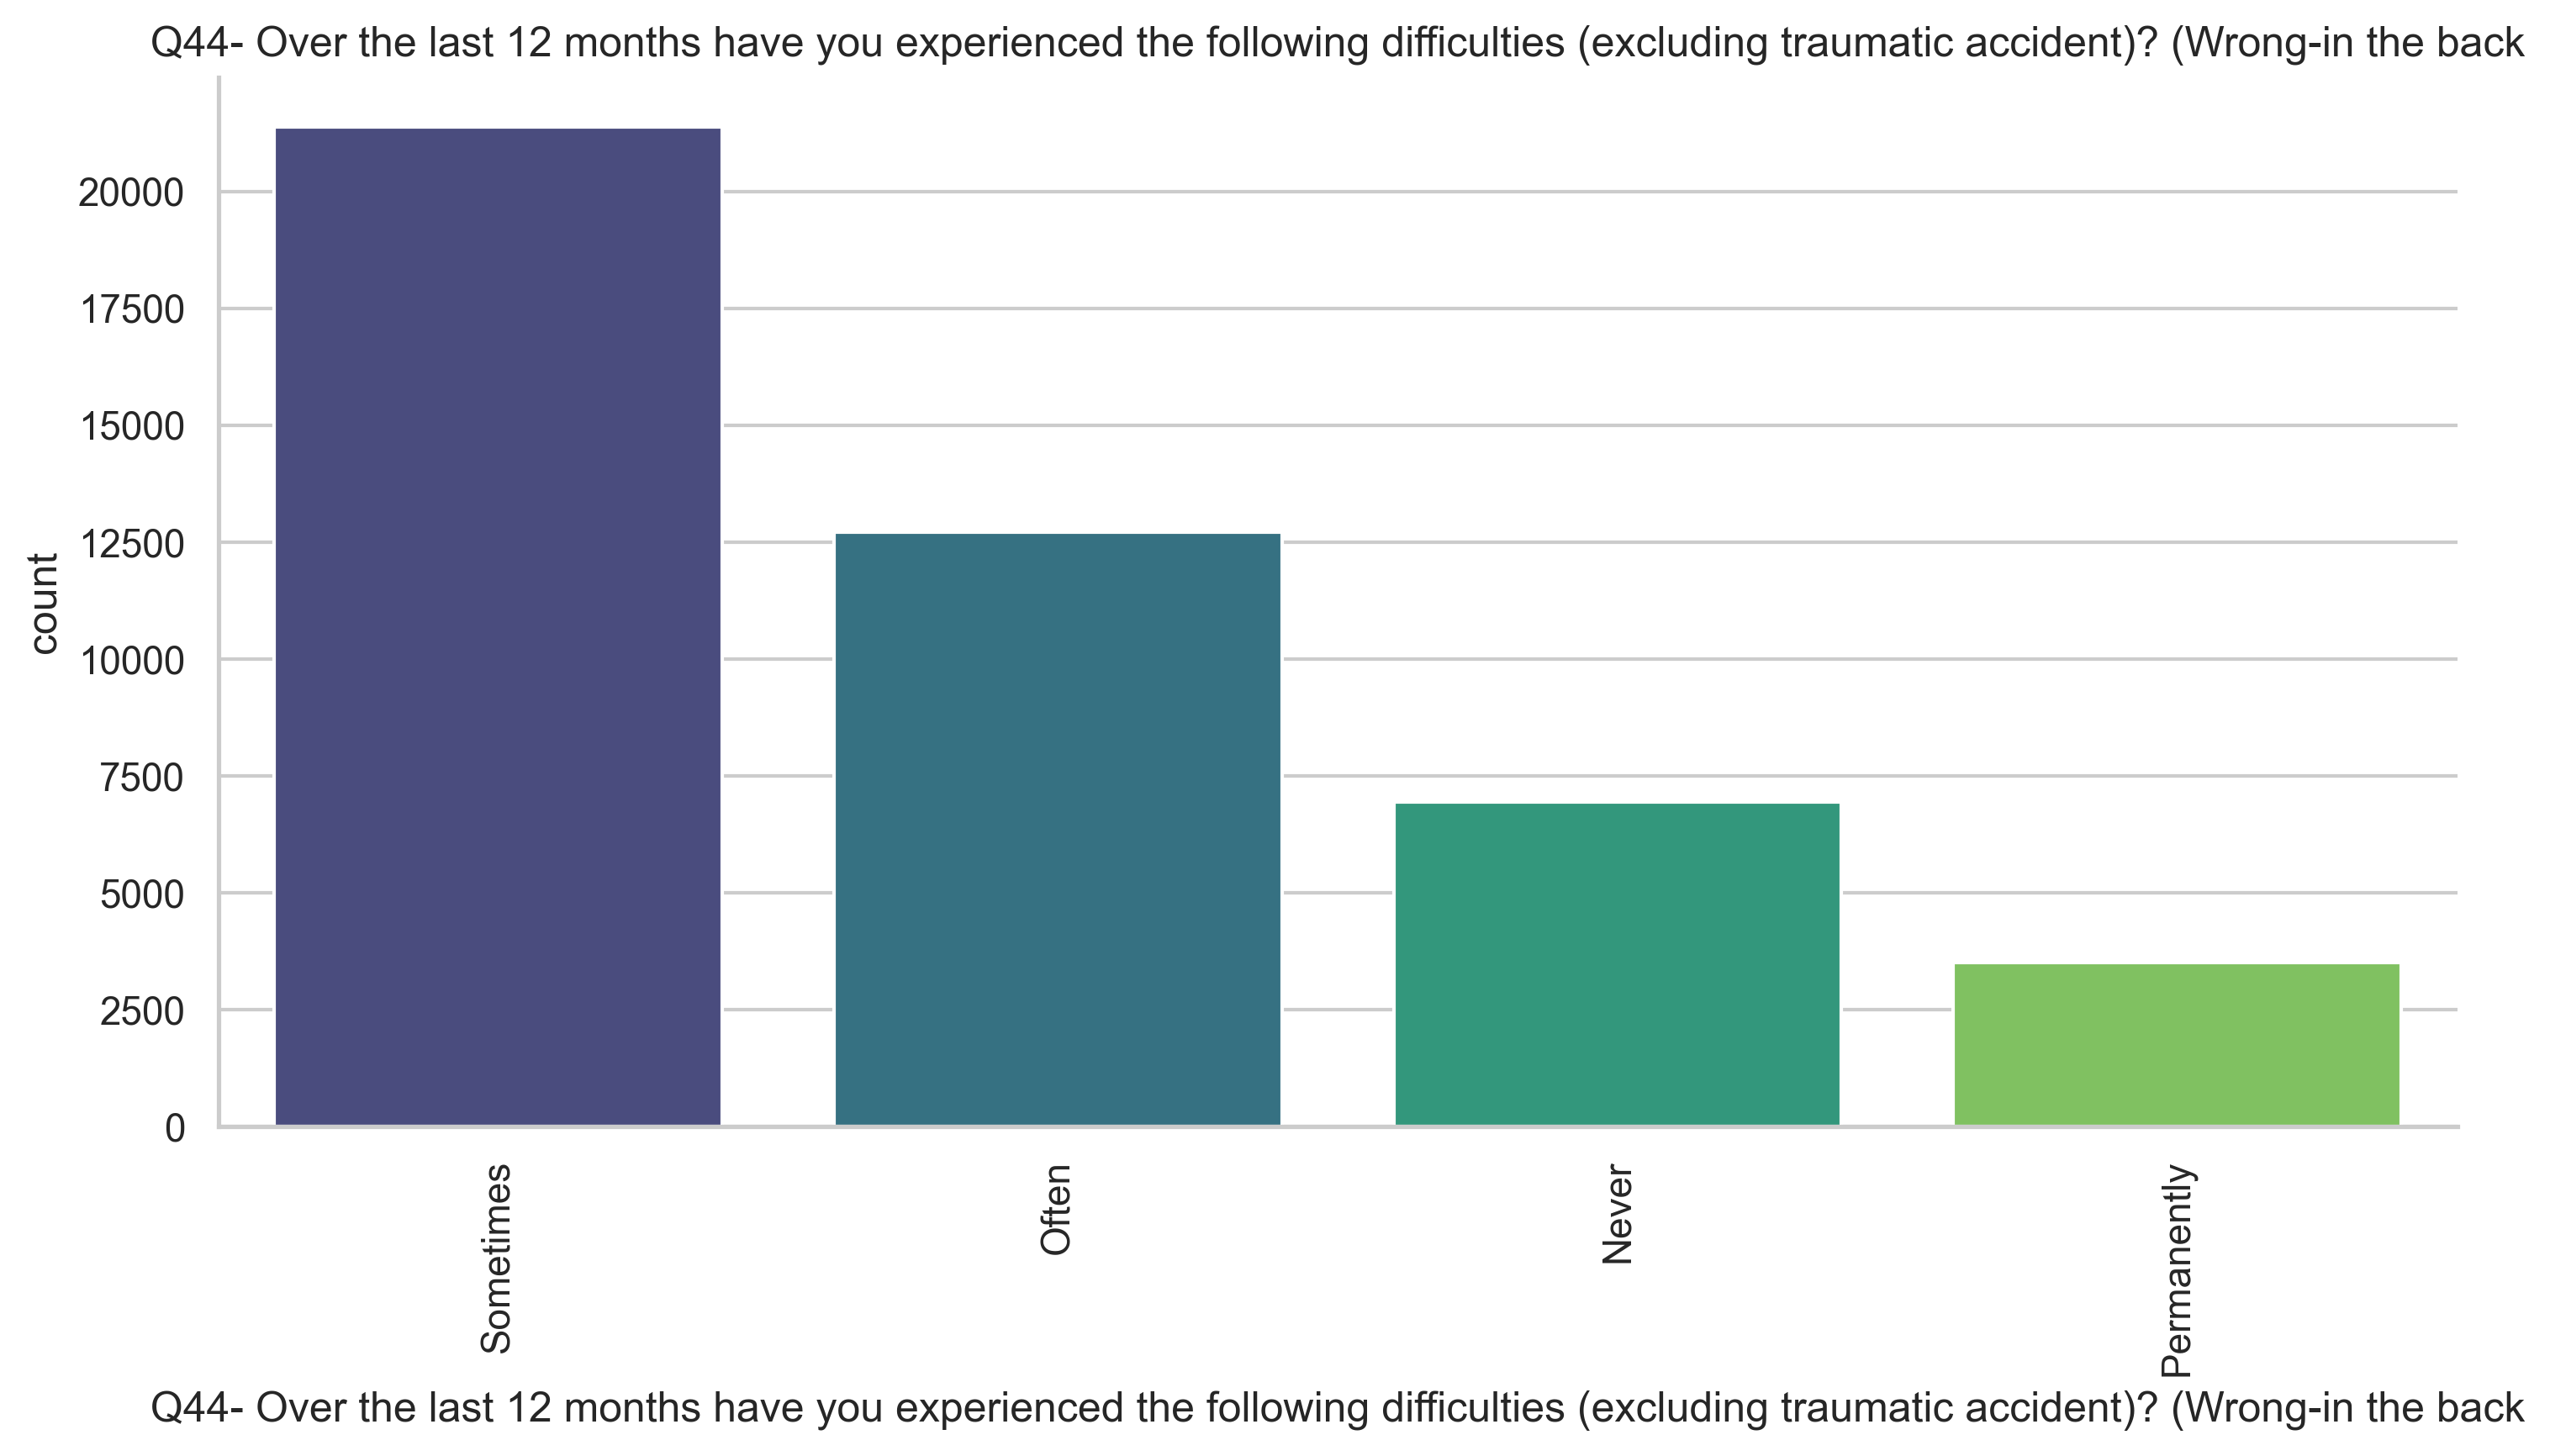 Q44- Over the last 12 months have you experienced the following difficulties (excluding traumatic accident)? (Wrong-in the back
20000
17500
15000
12500
10000
7500
5000
2500
0
count
Sometimes
Often
Never
Permanently
Q44- Over the last 12 months have you experienced the following difficulties (excluding traumatic accident)? (Wrong-in the back